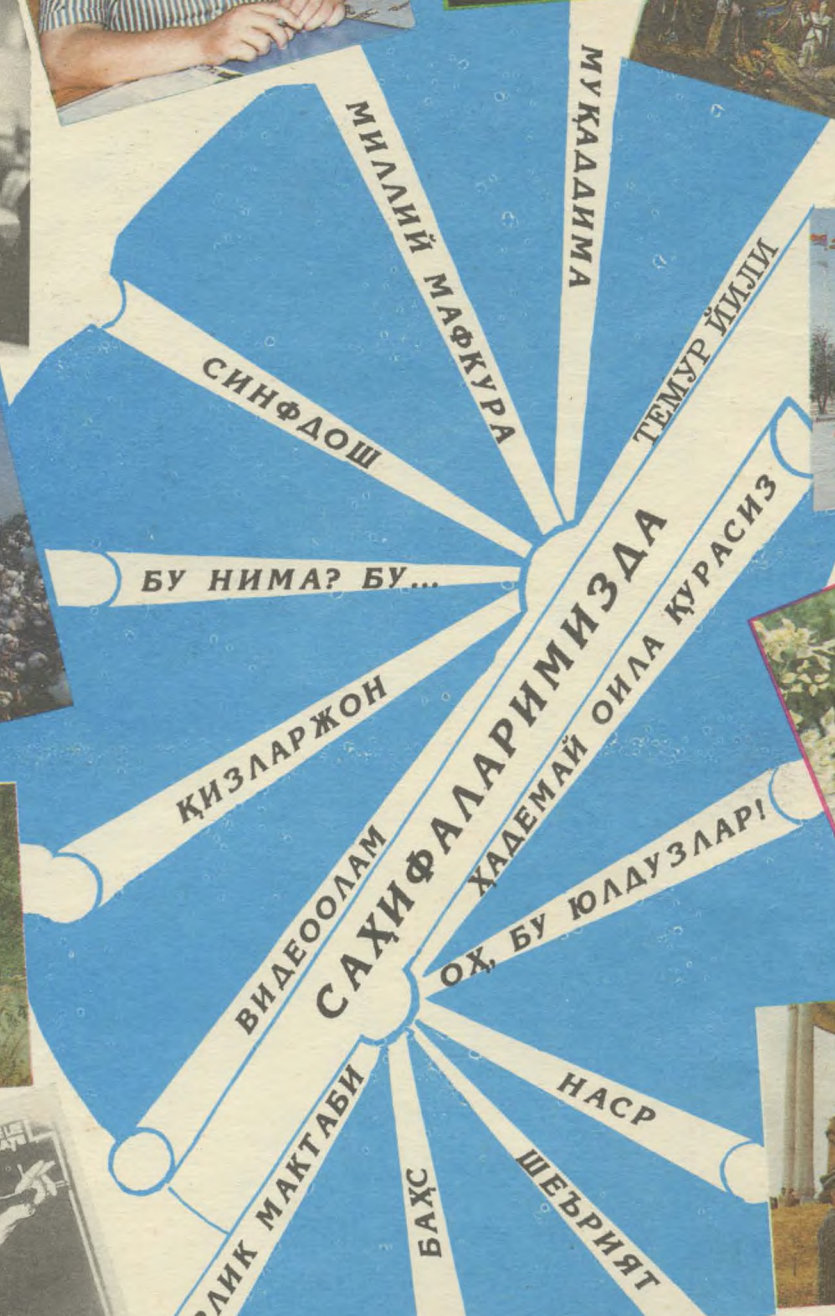 МУҚАДДИМА
МИЛЛИЙ МАФКУРА
ТЕМУР ЙИЛИ
СИНФДОШ
БУ НИМА? БУ...
ҚИЗЛАРЖОН
ВИДЕООЛАМ
САҲИФАЛАРИМИЗДА
ҲАДЕМАЙ ОИЛА ҚУРАСИЗ
ОҲ, БУ ЮЛДУЗЛАР!
НАСР
ШЕЪРИЯТ
БАҲС
МАКТАБИ